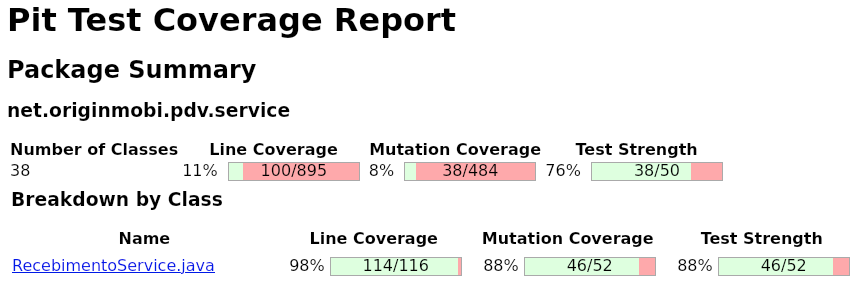 Pit Test Coverage Report
Package Summary
net.originmobi.pdv.service
Number of Classes Line Coverage Mutation Coverage Test Strength
38 11% 100/895 8% 38/484 76% 38/50
Breakdown by Class
Name Line Coverage Mutation Coverage Test Strength
RecebimentoService.java 98% 114/116 88% 46/52 88% 46/52